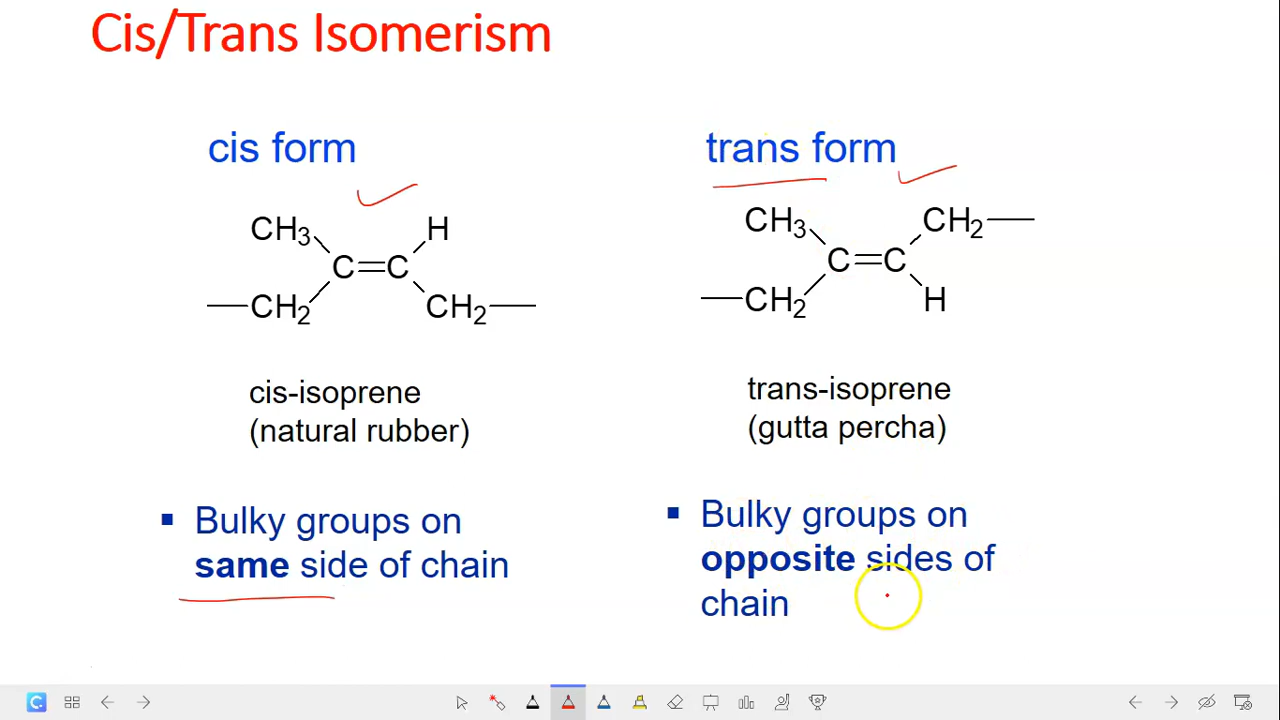 Cis/Trans Isomerism
cis form
CH3 H
C=C
—CH2 CH2—
cis-isoprene
(natural rubber)
▪ Bulky groups on
same side of chain
trans form
CH3 CH2—
C=C
—CH2 H
trans-isoprene
(gutta percha)
▪ Bulky groups on
opposite sides of
chain